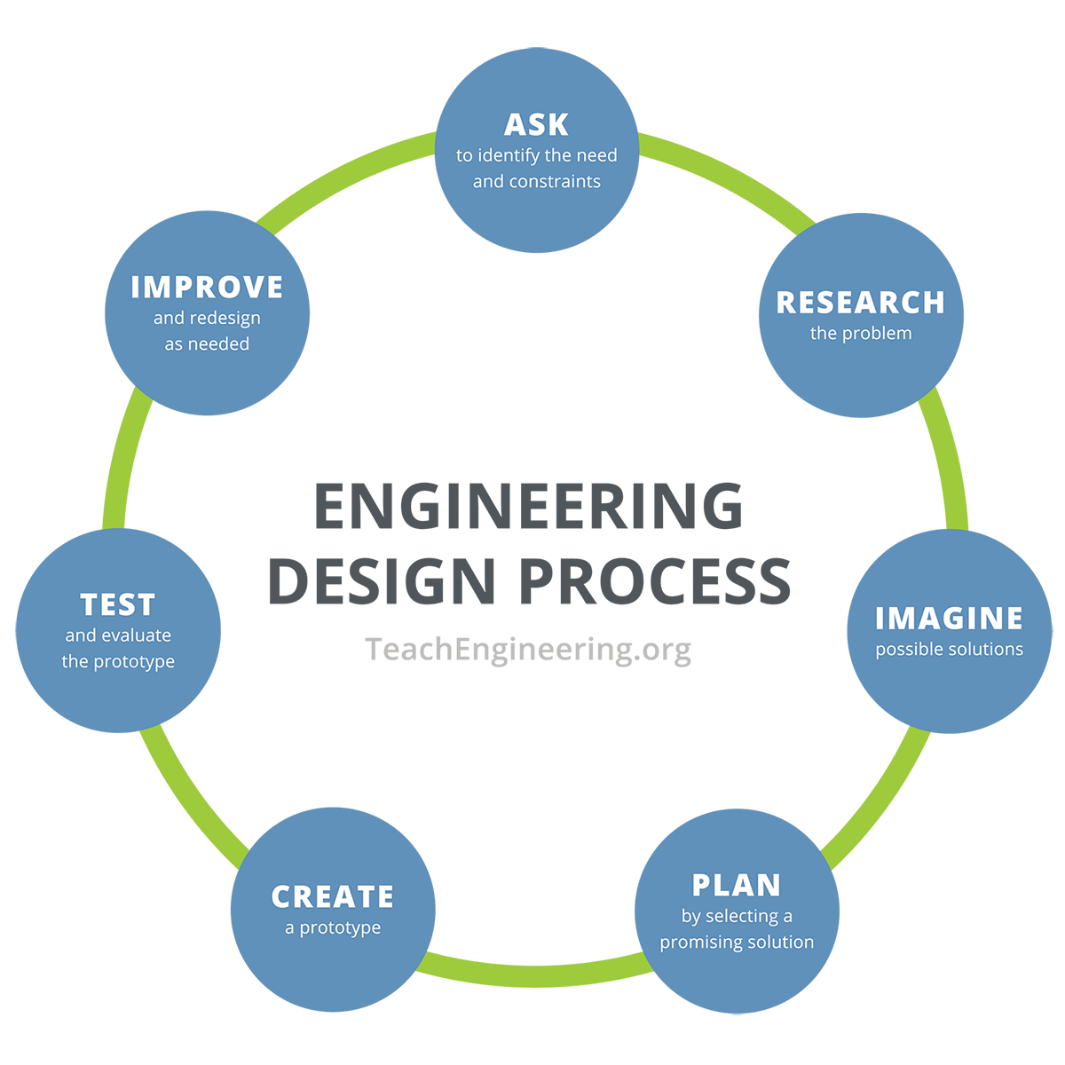 ASK
to identify the need
and constraints
RESEARCH
the problem
IMAGINE
possible solutions
PLAN
by selecting a
promising solution
CREATE
a prototype
TEST
and evaluate
the prototype
IMPROVE
and redesign
as needed
ENGINEERING
DESIGN PROCESS
TeachEngineering.org